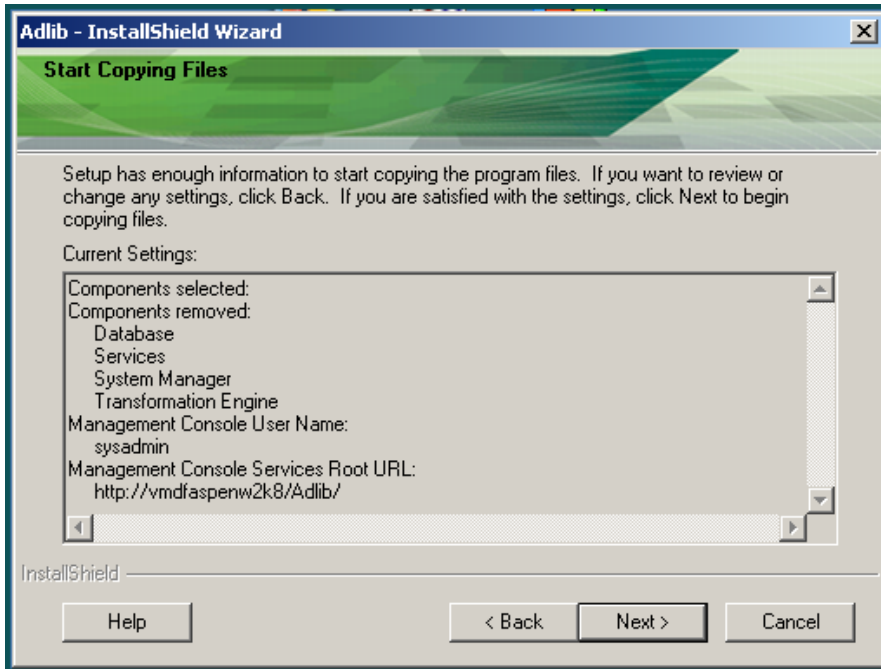 Adlib - InstallShield Wizard
Start Copying Files
Setup has enough information to start copying the program files.  If you want to review or
change any settings, click Back.  If you are satisfied with the settings, click Next to begin
copying files.
Current Settings:
Components selected:
Components removed:
Database
Services
System Manager
Transformation Engine
Management Console User Name:
sysadmin
Management Console Services Root URL:
http://vmdfaspenw2k8/Adlib/
InstallShield
Help
< Back
Next >
Cancel